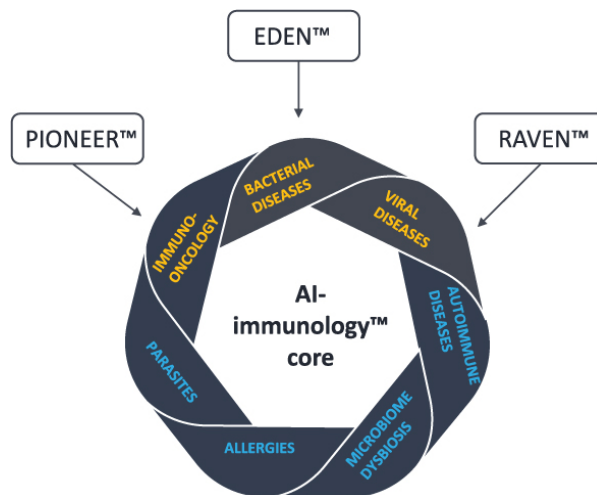 EDEN™
PIONEER™
RAVEN™
BACTERIAL
DISEASES
VIRAL
DISEASES
IMMUNO-
ONCOLOGY
AI-
immunology™
core
AUTOIMMUNE
DISEASES
PARASITES
ALLERGIES
MICROBIOME
DYSBIOSIS